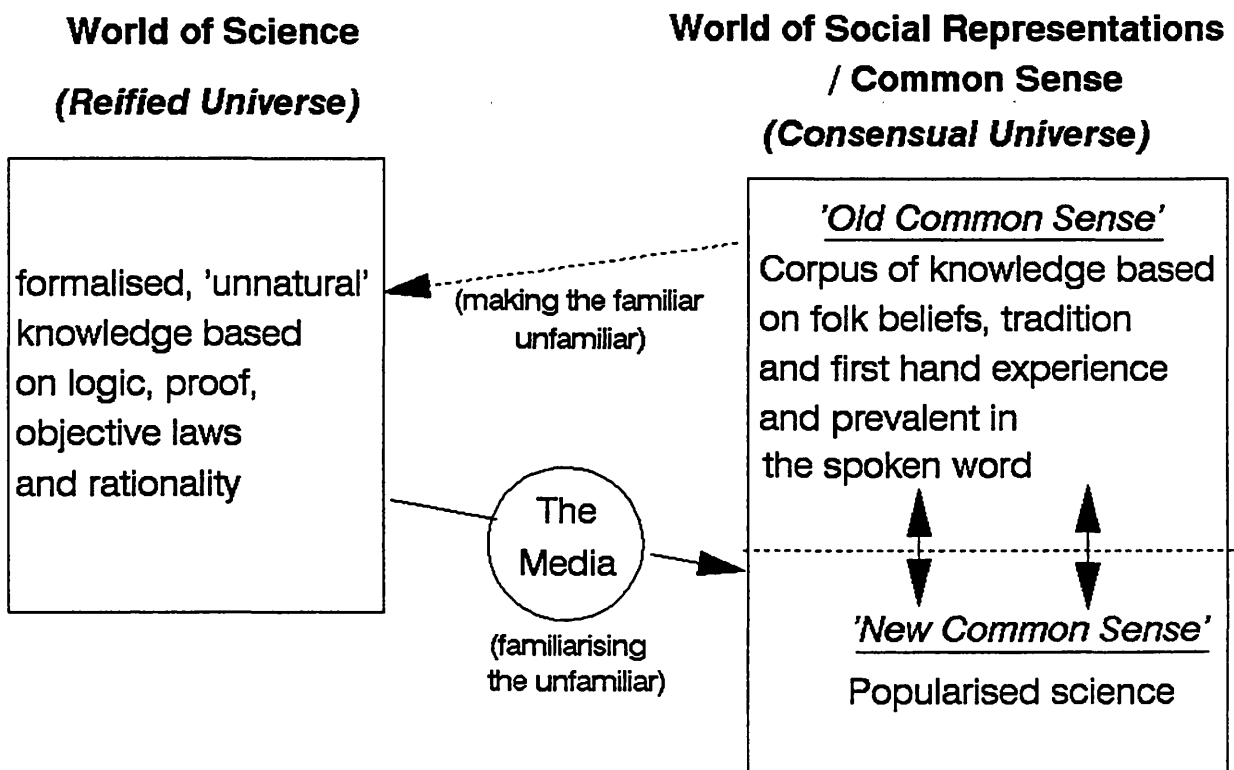 World of Science
(Reified Universe)
World of Social Representations
/ Common Sense
(Consensual Universe)
formalised, 'unnatural'
knowledge based
on logic, proof,
objective laws
and rationality
(making the familiar
unfamiliar)
The
Media
(familiarising
the unfamiliar)
'Old Common Sense'
Corpus of knowledge based
on folk beliefs, tradition
and first hand experience
and prevalent in
the spoken word
'New Common Sense'
Popularised science